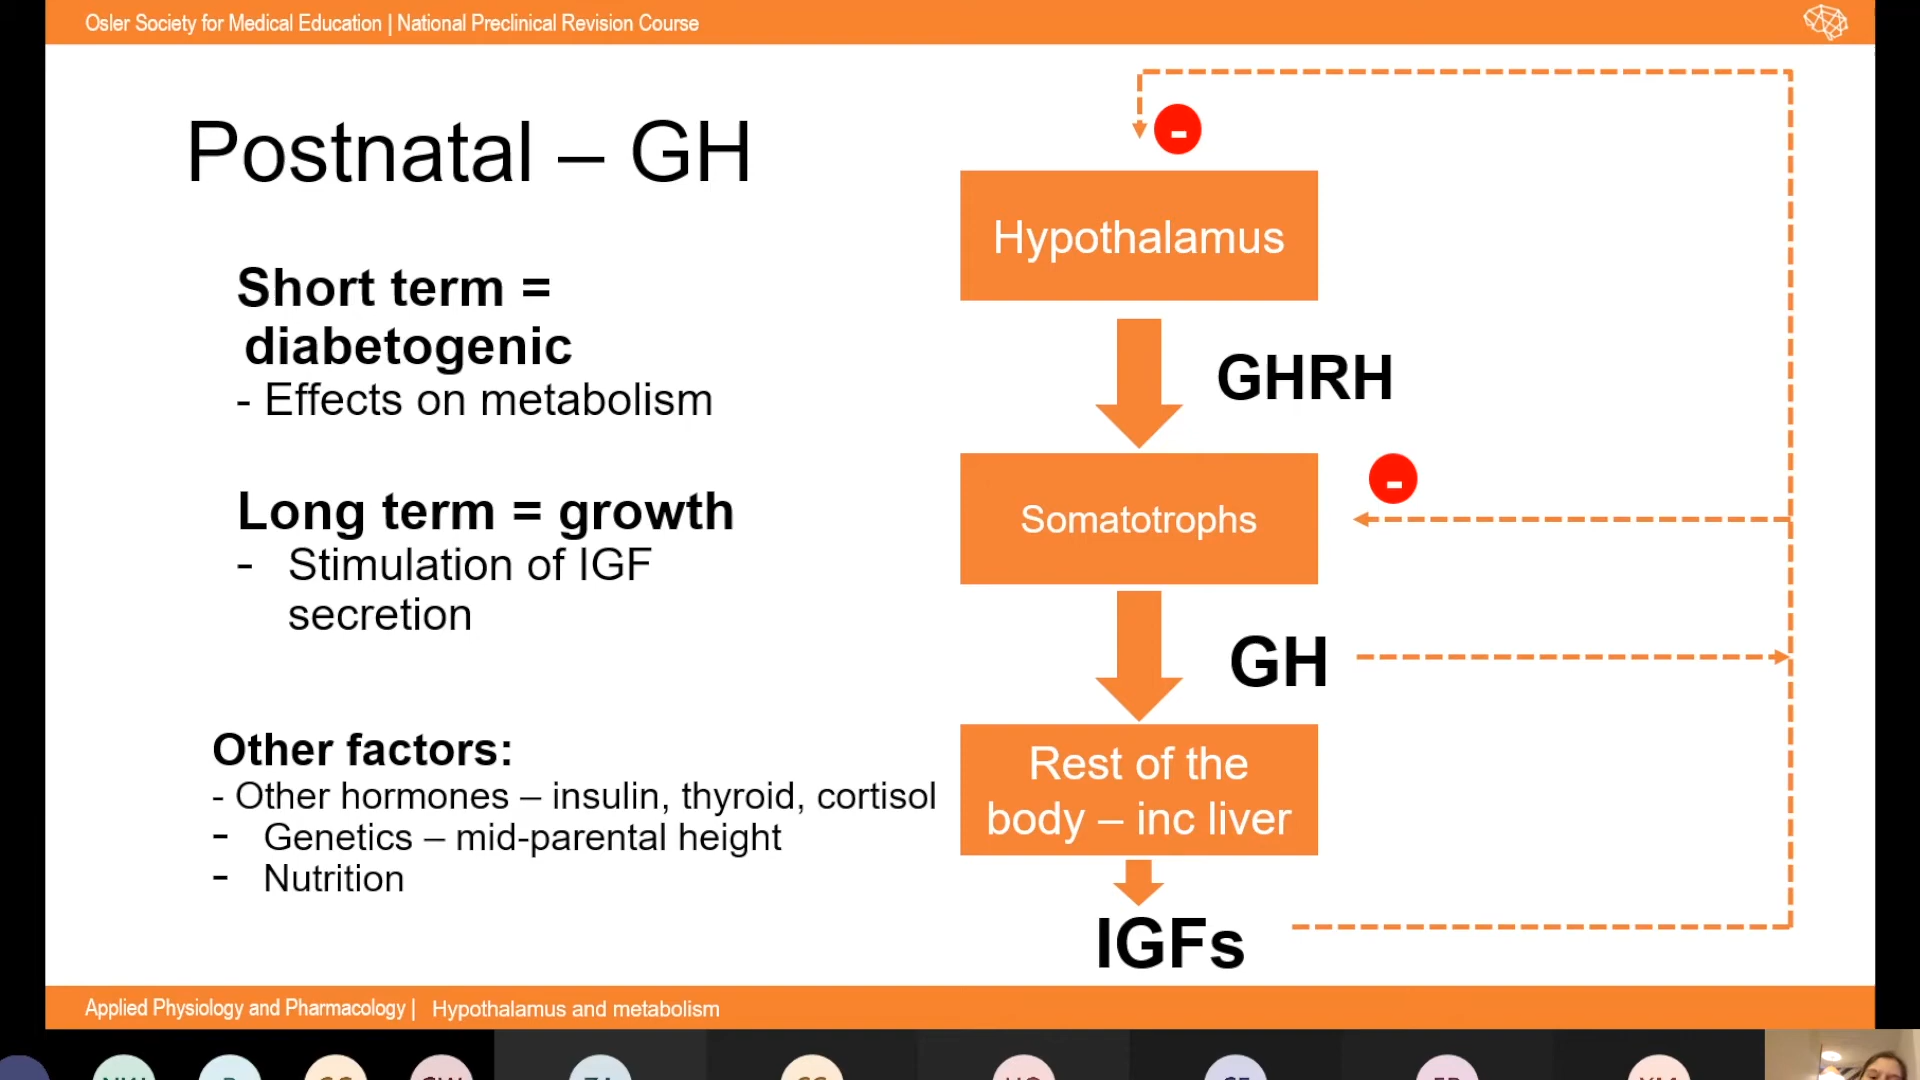 Osler Society for Medical Education | National Preclinical Revision Course
Postnatal – GH
Short term =
diabetogenic
- Effects on metabolism
Long term = growth
- Stimulation of IGF
secretion
Other factors:
- Other hormones – insulin, thyroid, cortisol
- Genetics – mid-parental height
- Nutrition
-
Hypothalamus
GHRH
-
Somatotrophs
GH
Rest of the
body – inc liver
IGFs
Applied Physiology and Pharmacology | Hypothalamus and metabolism